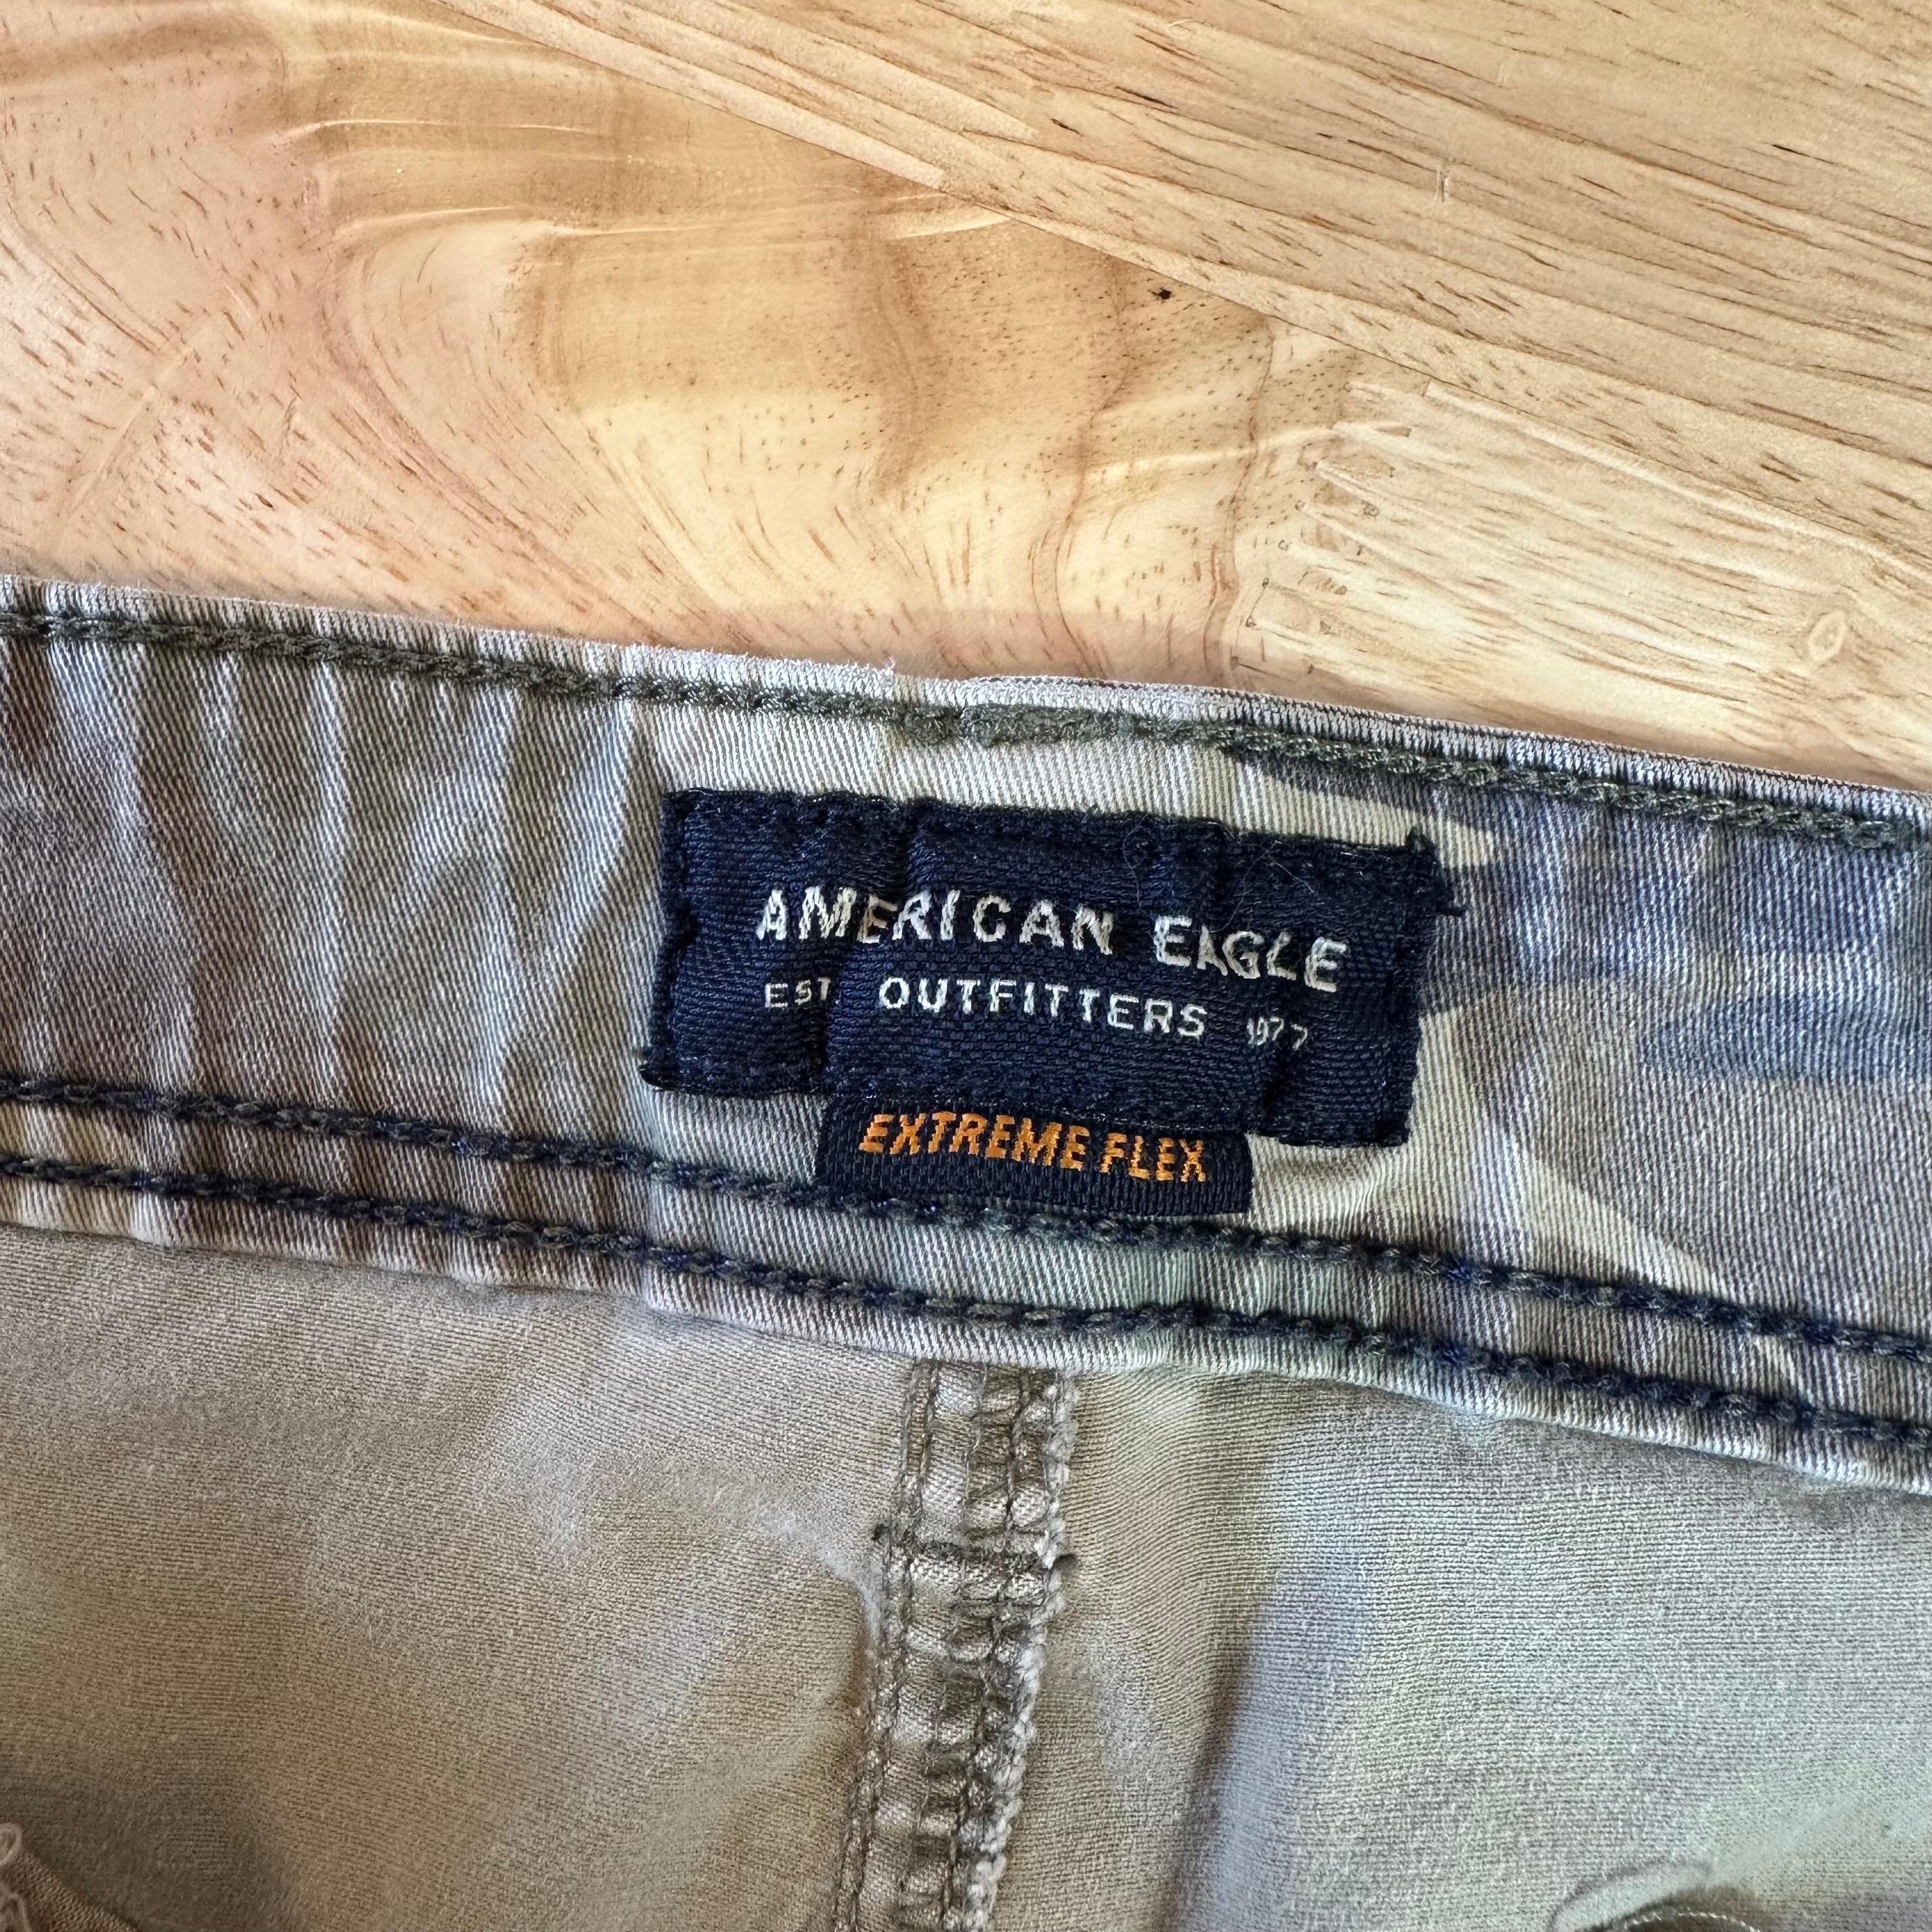 AMERICAN EAGLE
EST OUTFITTERS 1977
EXTREME FLEX